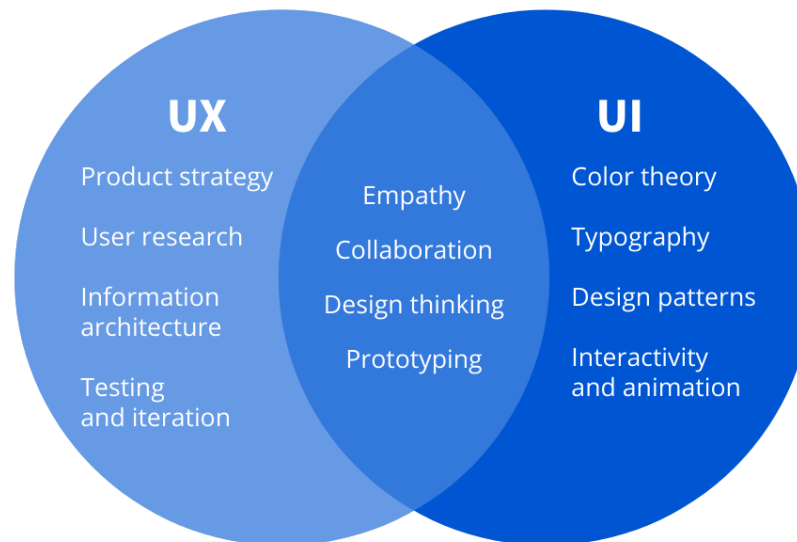 UX
Product strategy
User research
Information
architecture
Testing
and iteration
Empathy
Collaboration
Design thinking
Prototyping
UI
Color theory
Typography
Design patterns
Interactivity
and animation